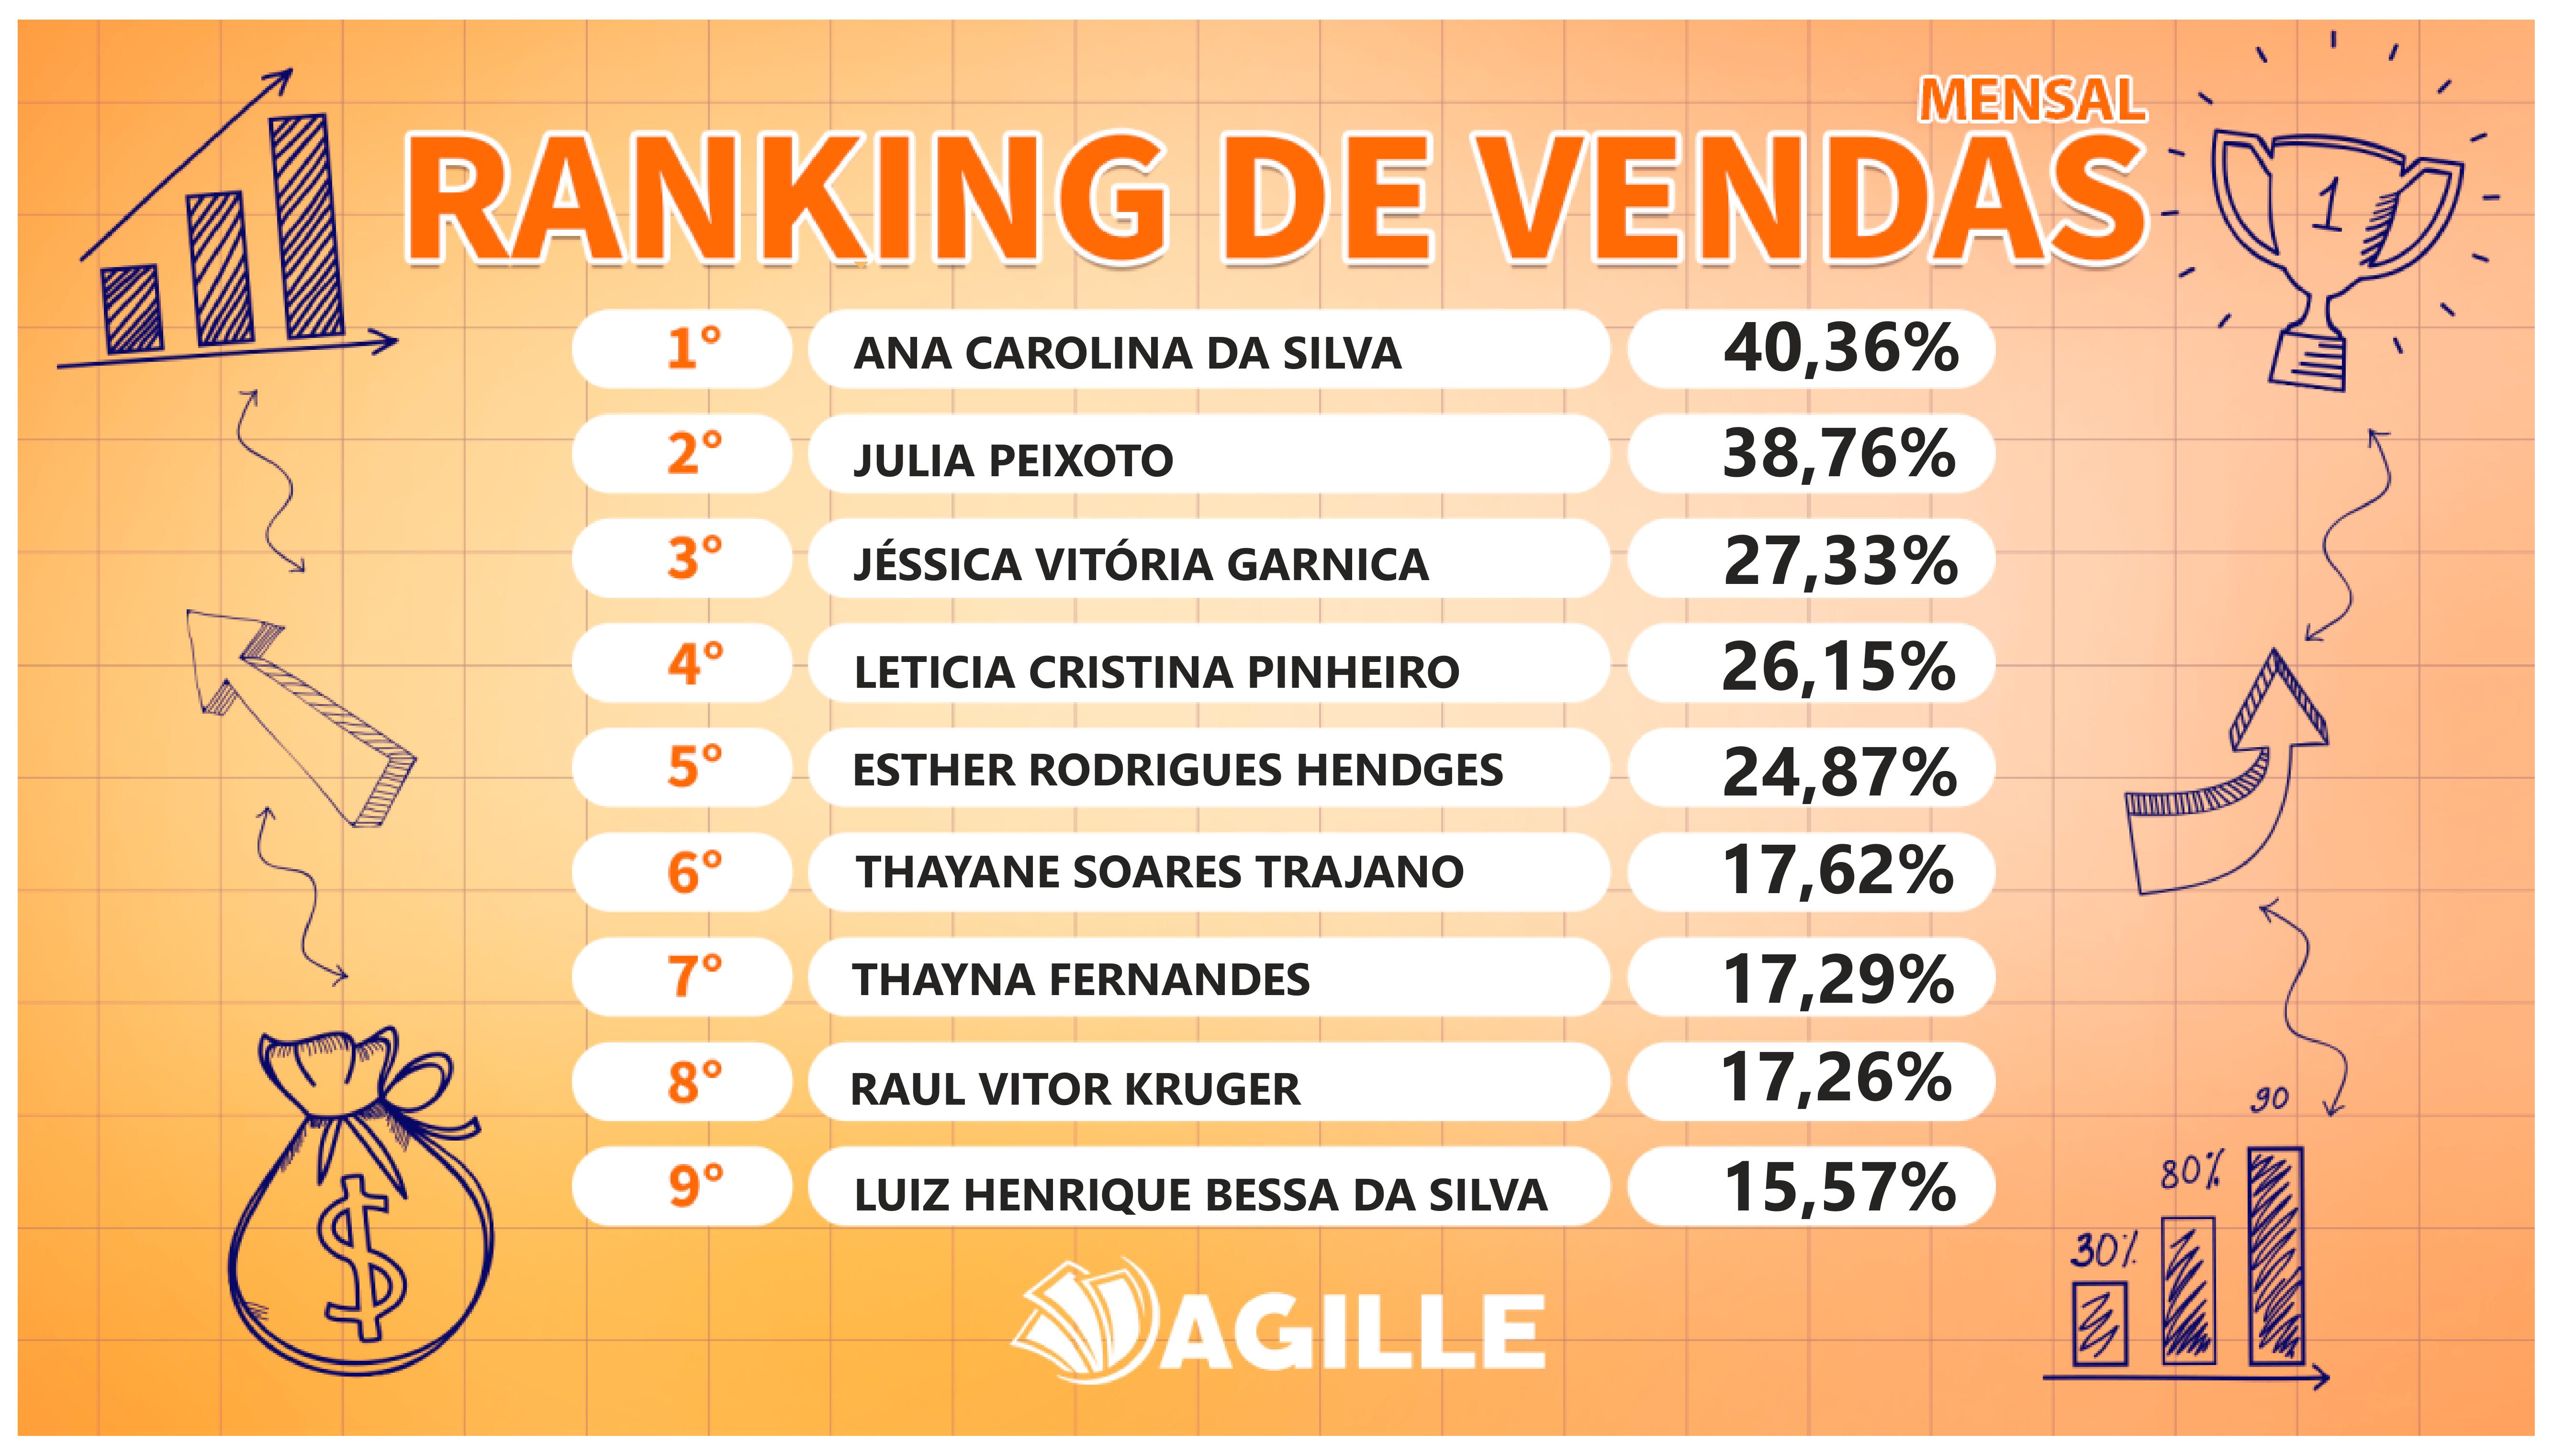 MENSAL
RANKING DE VENDAS
1
1° ANA CAROLINA DA SILVA 40,36%
2° JULIA PEIXOTO 38,76%
3° JÉSSICA VITÓRIA GARNICA 27,33%
4° LETICIA CRISTINA PINHEIRO 26,15%
5° ESTHER RODRIGUES HENDGES 24,87%
6° THAYANE SOARES TRAJANO 17,62%
7° THAYNA FERNANDES 17,29%
8° RAUL VITOR KRUGER 17,26%
9° LUIZ HENRIQUE BESSA DA SILVA 15,57%
$
30% 80% 90
AGILLE